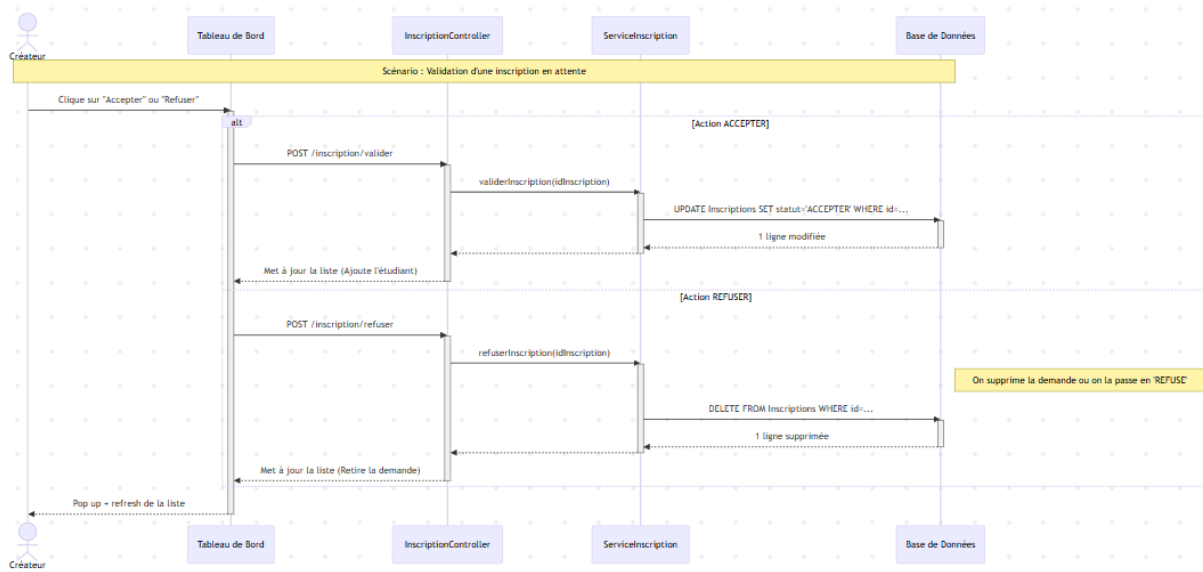 Créateur
Tableau de Bord
InscriptionController
ServiceInscription
Base de Données
Scénario : Validation d'une inscription en attente
Clique sur "Accepter" ou "Refuser"
alt
[Action ACCEPTER]
POST /inscription/valider
validerInscription(idInscription)
UPDATE Inscriptions SET statut='ACCEPTER' WHERE id=...
1 ligne modifiée
Met à jour la liste (Ajoute l'étudiant)
[Action REFUSER]
POST /inscription/refuser
refuserInscription(idInscription)
On supprime la demande ou on la passe en 'REFUSE'
DELETE FROM Inscriptions WHERE id=...
1 ligne supprimée
Met à jour la liste (Retire la demande)
Pop up + refresh de la liste
Créateur
Tableau de Bord
InscriptionController
ServiceInscription
Base de Données